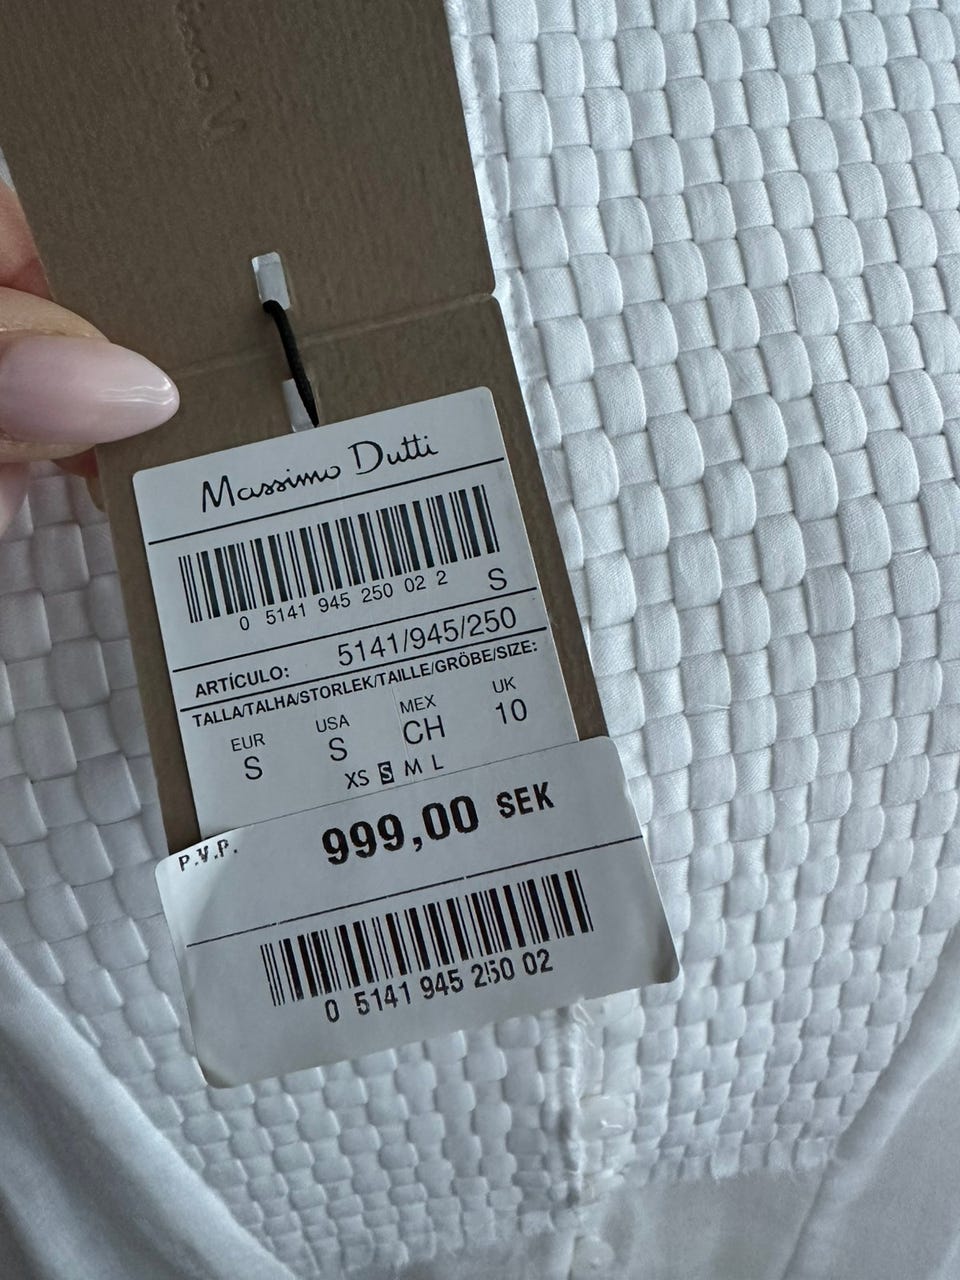 Massimo Dutti
0 5141 945 250 02 2 S
ARTÍCULO: 5141/945/250
TALLA/TALHA/STORLEK/TAILLE/GRÖBE/SIZE:
EUR USA MEX UK
S S CH 10
XS S M L
P.V.P. 999,00 SEK
0 5141 945 250 02